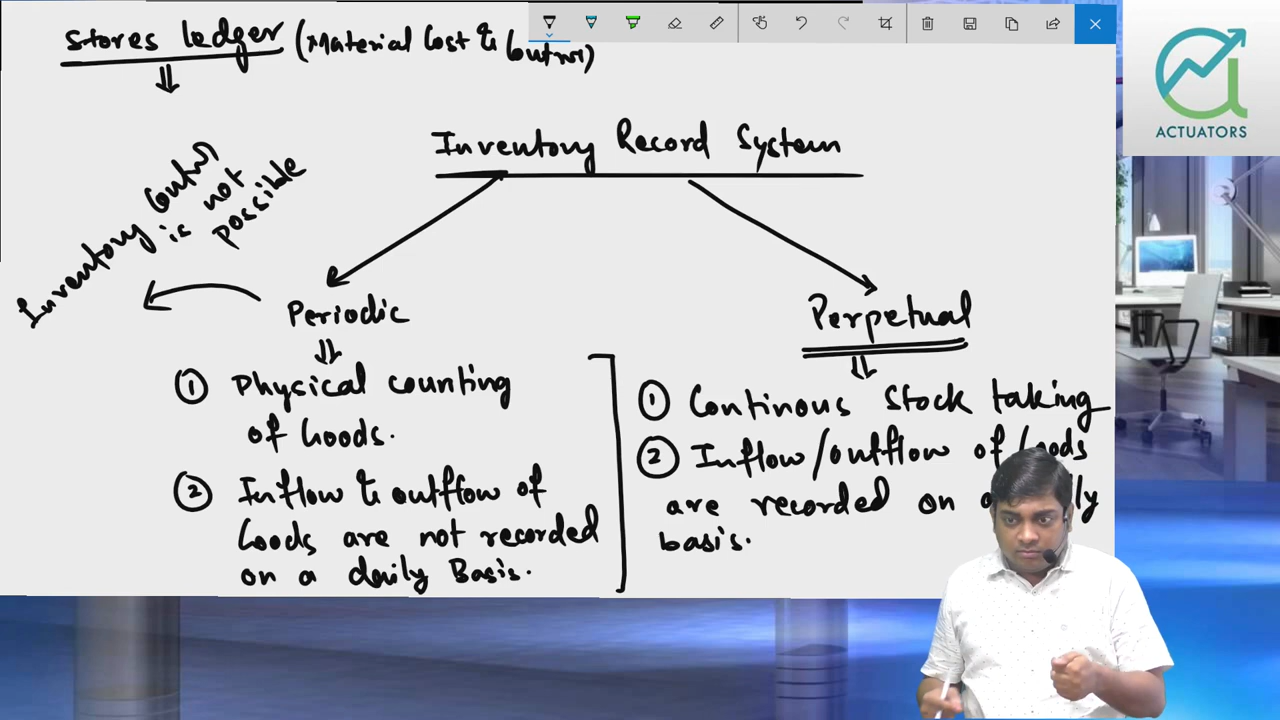 Stores ledger (Material Cost & Control)
ACTUATORS
Inventory Record System
Inventory Control
is not
possible
Periodic
① Physical counting
of Goods.
② Inflow & outflow of
Goods are not recorded
on a daily Basis.
Perpetual
① Continous Stock taking
② Inflow/outflow of Goods
are recorded on a
basis.